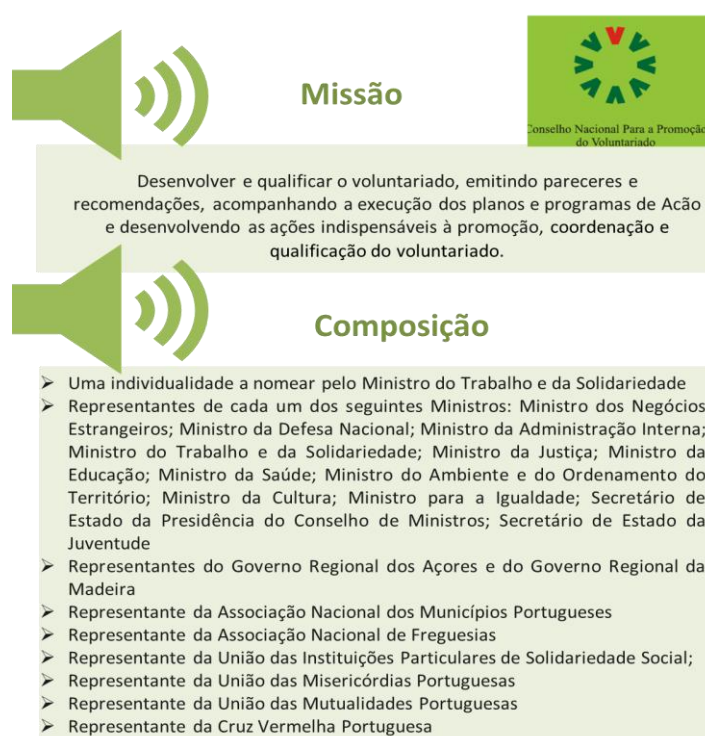 Missão
Conselho Nacional Para a Promoção
do Voluntariado
Desenvolver e qualificar o voluntariado, emitindo pareceres e
recomendações, acompanhando a execução dos planos e programas de Acão
e desenvolvendo as ações indispensáveis à promoção, coordenação e
qualificação do voluntariado.
Composição
➢ Uma individualidade a nomear pelo Ministro do Trabalho e da Solidariedade
➢ Representantes de cada um dos seguintes Ministros: Ministro dos Negócios
Estrangeiros; Ministro da Defesa Nacional; Ministro da Administração Interna;
Ministro do Trabalho e da Solidariedade; Ministro da Justiça; Ministro da
Educação; Ministro da Saúde; Ministro do Ambiente e do Ordenamento do
Território; Ministro da Cultura; Ministro para a Igualdade; Secretário de
Estado da Presidência do Conselho de Ministros; Secretário de Estado da
Juventude
➢ Representantes do Governo Regional dos Açores e do Governo Regional da
Madeira
➢ Representante da Associação Nacional dos Municípios Portugueses
➢ Representante da Associação Nacional de Freguesias
➢ Representante da União das Instituições Particulares de Solidariedade Social;
➢ Representante da União das Misericórdias Portuguesas
➢ Representante da União das Mutualidades Portuguesas
➢ Representante da Cruz Vermelha Portuguesa